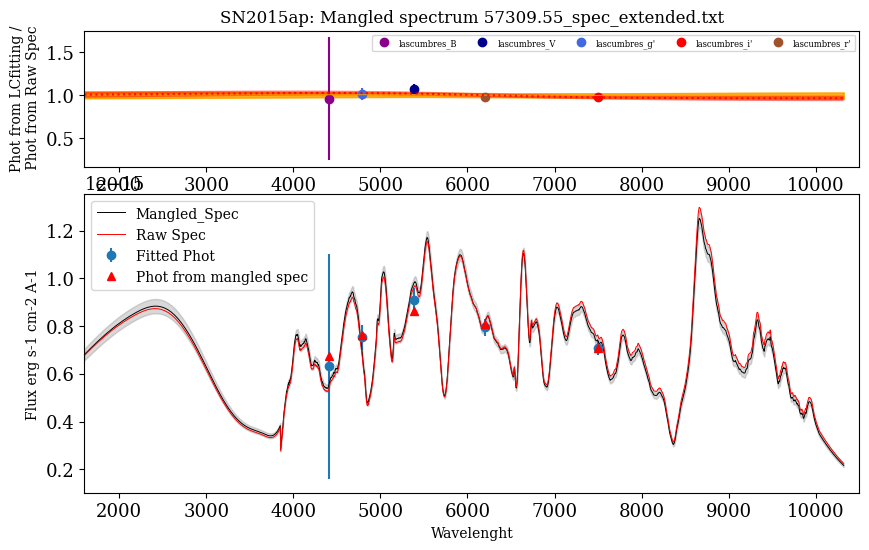 SN2015ap: Mangled spectrum 57309.55_spec_extended.txt
Phot from LCfitting /
Phot from Raw Spec
1.5
1.0
0.5
lascumbres_B
lascumbres_V
lascumbres_g'
lascumbres_i'
lascumbres_r'
2000 3000 4000 5000 6000 7000 8000 9000 10000
1e−15
Flux erg s-1 cm-2 A-1
1.2
1.0
0.8
0.6
0.4
0.2
Mangled_Spec
Raw Spec
Fitted Phot
Phot from mangled spec
2000 3000 4000 5000 6000 7000 8000 9000 10000
Wavelenght